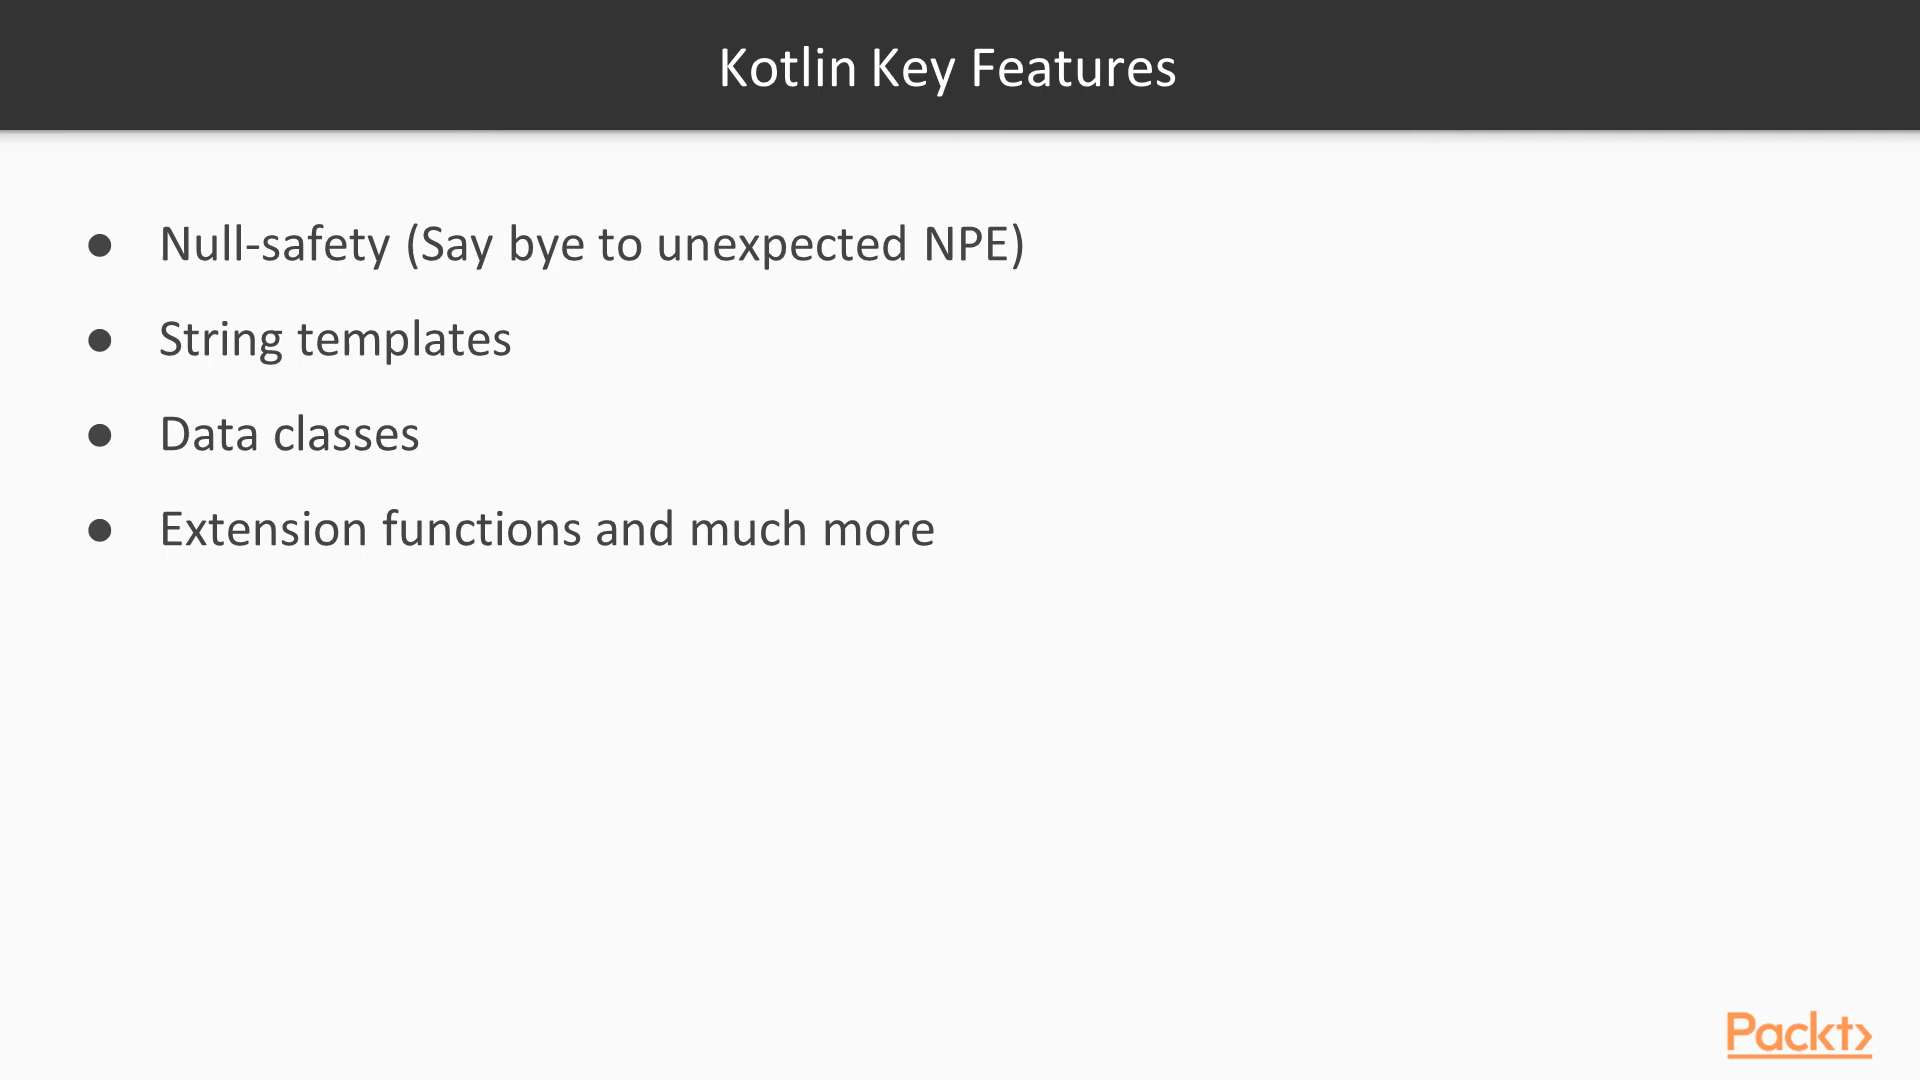 Kotlin Key Features
● Null-safety (Say bye to unexpected NPE)
● String templates
● Data classes
● Extension functions and much more
Packt>